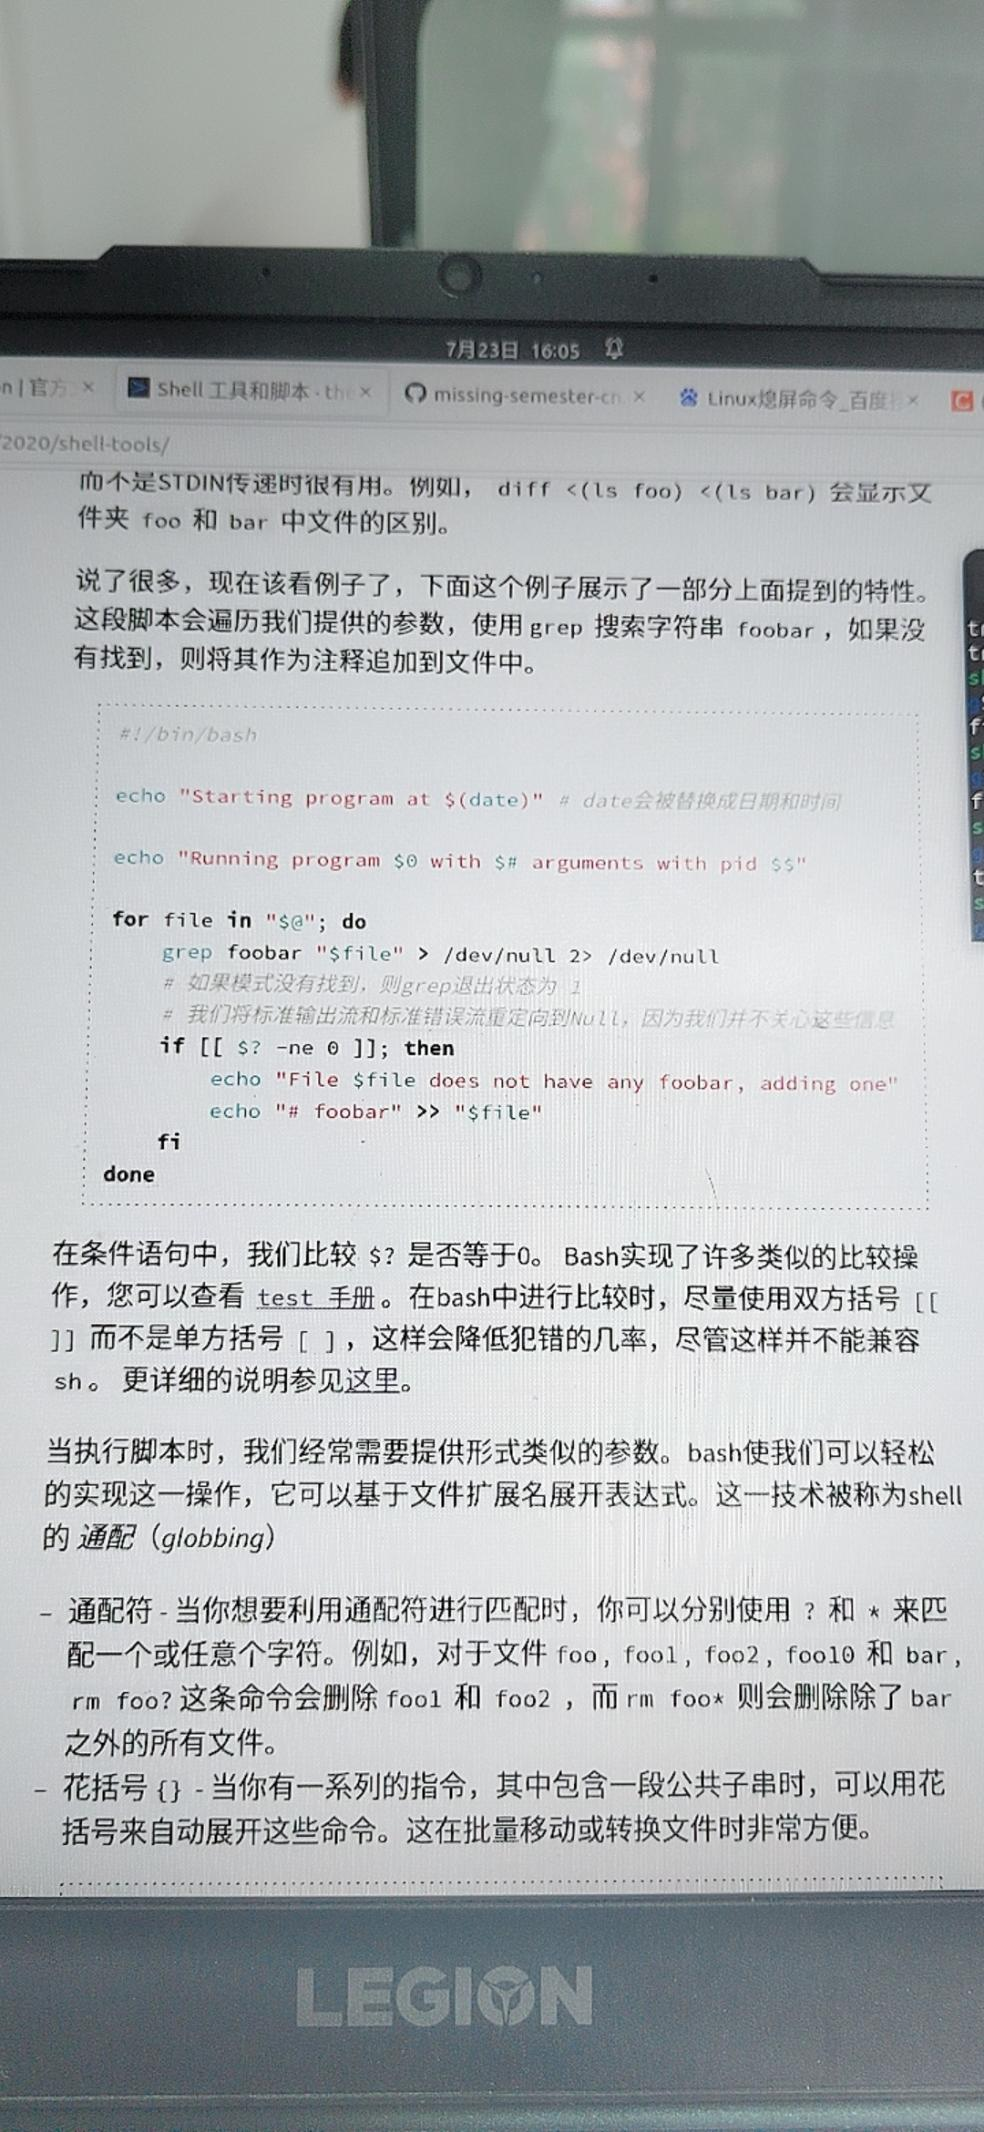 7月23日 16:05
n | 官方
Shell 工具和脚本 · the
missing-semester-cn
Linux熄屏命令_百度
2020/shell-tools/
而不是STDIN传递时很有用。例如， diff <(ls foo) <(ls bar) 会显示文
件夹 foo 和 bar 中文件的区别。
说了很多，现在该看例子了，下面这个例子展示了一部分上面提到的特性。
这段脚本会遍历我们提供的参数，使用grep 搜索字符串 foobar ，如果没
有找到，则将其作为注释追加到文件中。
#!/bin/bash
echo "Starting program at $(date)" # date会被替换成日期和时间
echo "Running program $0 with $# arguments with pid $$"
for file in "$@"; do
grep foobar "$file" > /dev/null 2> /dev/null
# 如果模式没有找到，则grep退出状态为 1
# 我们将标准输出流和标准错误流重定向到Null，因为我们并不关心这些信息
if [[ $? -ne 0 ]]; then
echo "File $file does not have any foobar, adding one"
echo "# foobar" >> "$file"
fi
done
在条件语句中，我们比较 $? 是否等于0。 Bash实现了许多类似的比较操
作，您可以查看 test 手册。在bash中进行比较时，尽量使用双方括号 [[
]] 而不是单方括号 [ ] ，这样会降低犯错的几率，尽管这样并不能兼容
sh 。 更详细的说明参见这里。
当执行脚本时，我们经常需要提供形式类似的参数。bash使我们可以轻松
的实现这一操作，它可以基于文件扩展名展开表达式。这一技术被称为shell
的 通配（globbing）
- 通配符 - 当你想要利用通配符进行匹配时，你可以分别使用 ? 和 * 来匹
配一个或任意个字符。例如，对于文件 foo , foo1 , foo2 , foo10 和 bar ,
rm foo? 这条命令会删除 foo1 和 foo2 ，而 rm foo* 则会删除除了 bar
之外的所有文件。
- 花括号 {} - 当你有一系列的指令，其中包含一段公共子串时，可以用花
括号来自动展开这些命令。这在批量移动或转换文件时非常方便。
LEGION